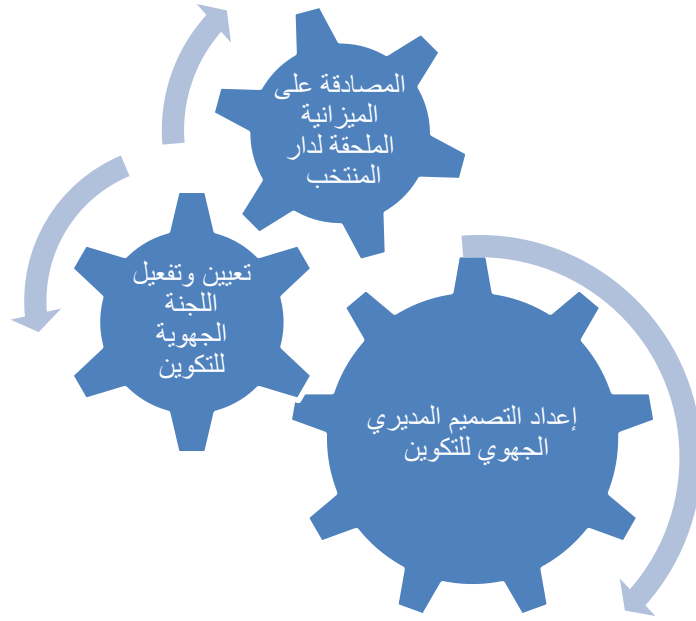 المصادقة على
الميزانية
الملحقة لدار
المنتخب
تعيين وتفعيل
اللجنة
الجهوية
للتكوين
إعداد التصميم المديري
الجهوي للتكوين